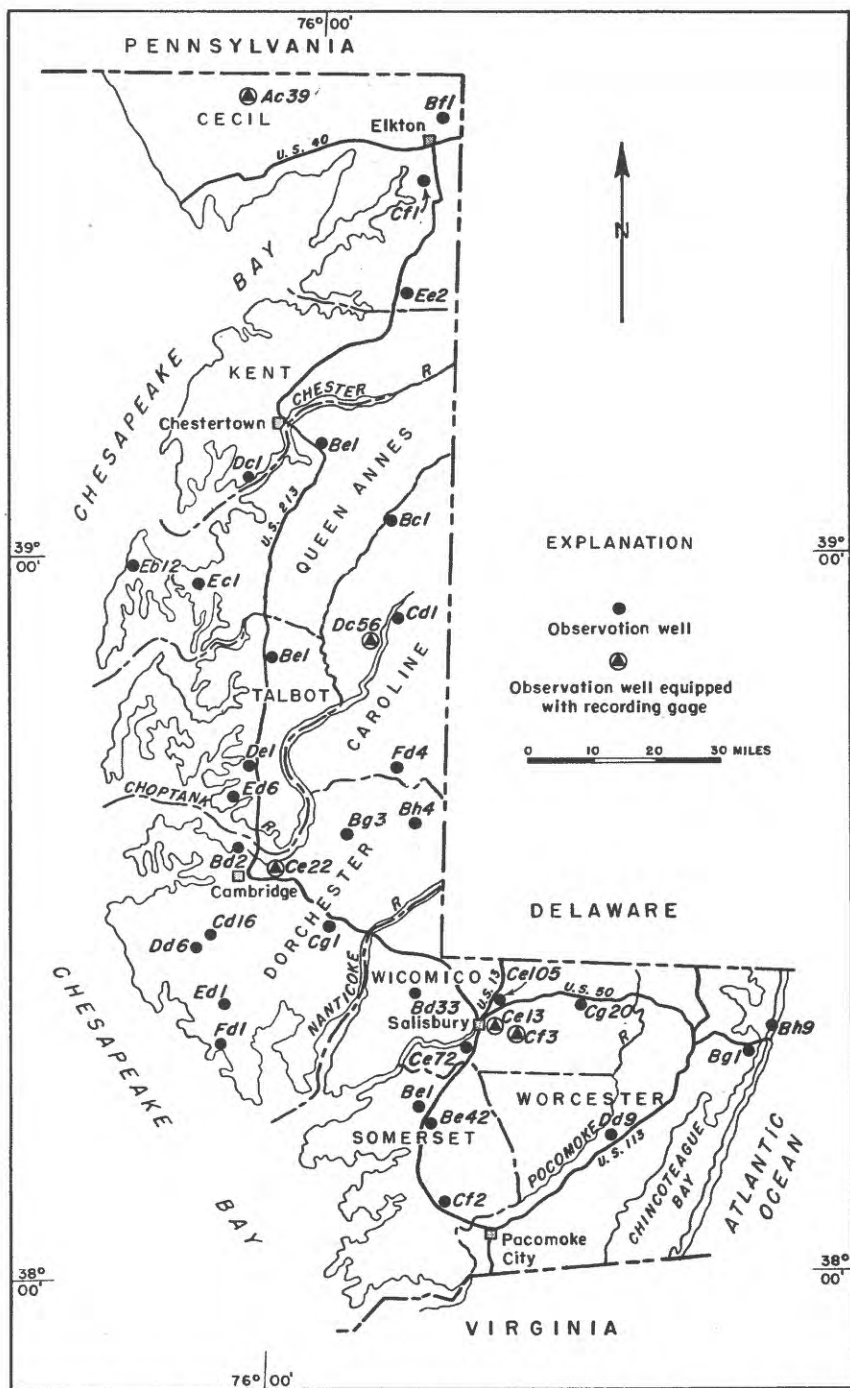 76° 00'
PENNSYLVANIA
Ac39
CECIL
Bf1
Elkton
U.S. 40
Cf1
N
BAY
Ee2
CHESAPEAKE
KENT
CHESTER R
Chestertown
Be1
Dc1
QUEEN ANNES
U.S. 213
Bc1
39° 00'
39° 00'
EXPLANATION
Eb12
Ec1
Observation well
Dc56
Cd1
Be1
TALBOT
CAROLINE
Observation well equipped
with recording gage
0 10 20 30 MILES
De1
Fd4
CHOPTANK
Ed6
R
Bg3
Bh4
Bd2
Ce22
Cambridge
DORCHESTER
R
DELAWARE
Cd16
Dd6
Cg1
NANTICOKE
WICOMICO
U.S. 13
Ce105
U.S. 50
Ed1
Bd33
Salisbury
Ce13
Cf3
Cg20
Bh9
Fd1
Ce72
R
Bg1
CHESAPEAKE
Be1
WORCESTER
Be42
SOMERSET
POCOMOKE
Dd9
U.S. 113
CHINCOTEAGUE
BAY
ATLANTIC
OCEAN
Cf2
BAY
Pacomoke
City
38° 00'
38° 00'
VIRGINIA
76° 00'